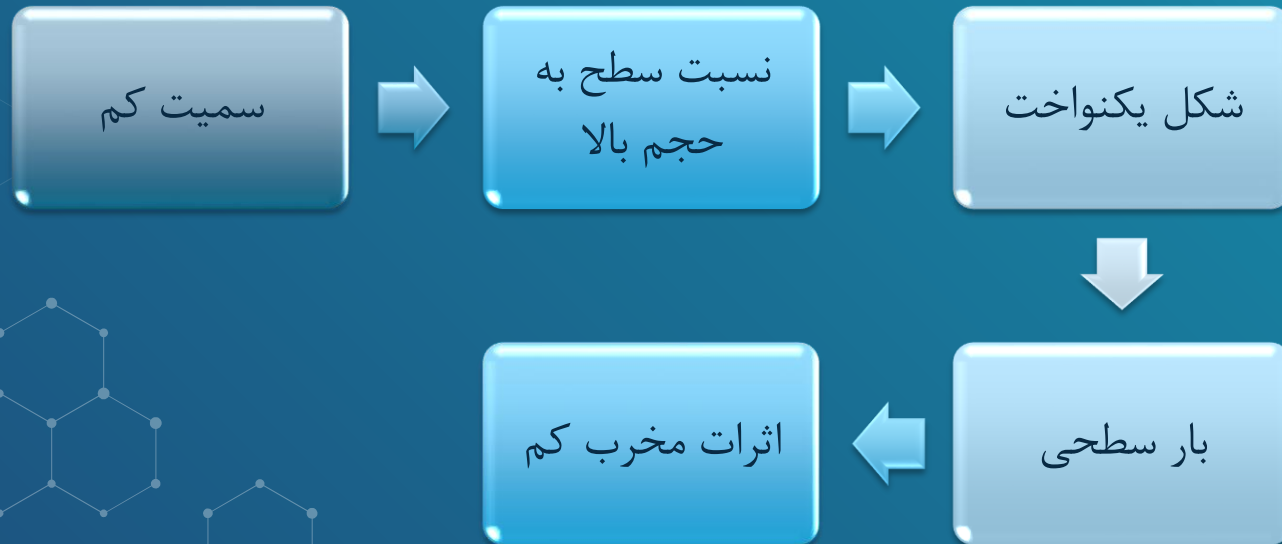 سمیت کم
نسبت سطح به
حجم بالا
شکل یکنواخت
بار سطحی
اثرات مخرب کم